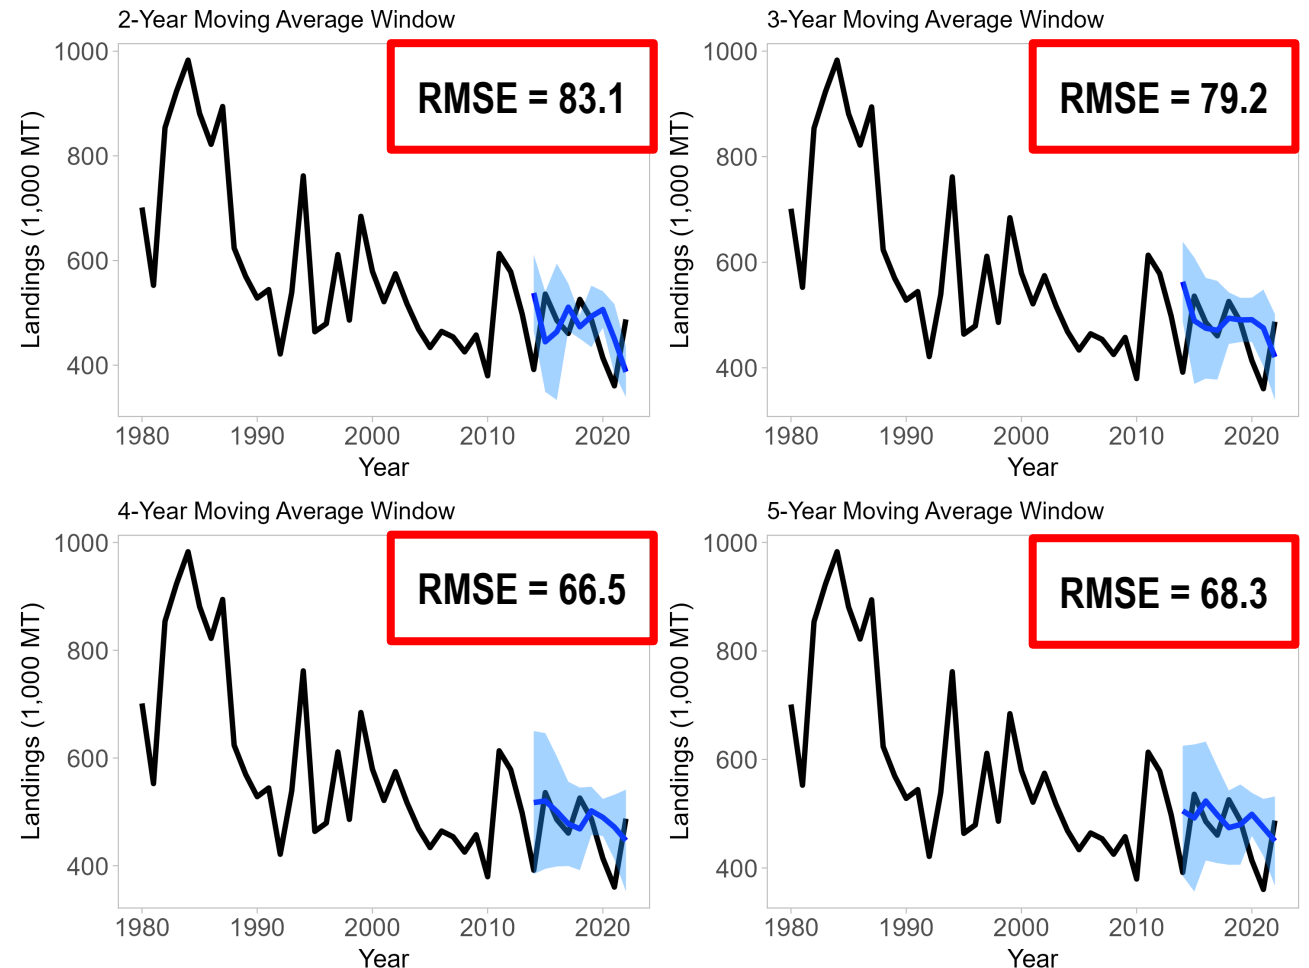 2-Year Moving Average Window
RMSE = 83.1
Landings (1,000 MT)
1000
800
600
400
1980 1990 2000 2010 2020
Year
3-Year Moving Average Window
RMSE = 79.2
Landings (1,000 MT)
1000
800
600
400
1980 1990 2000 2010 2020
Year
4-Year Moving Average Window
RMSE = 66.5
Landings (1,000 MT)
1000
800
600
400
1980 1990 2000 2010 2020
Year
5-Year Moving Average Window
RMSE = 68.3
Landings (1,000 MT)
1000
800
600
400
1980 1990 2000 2010 2020
Year